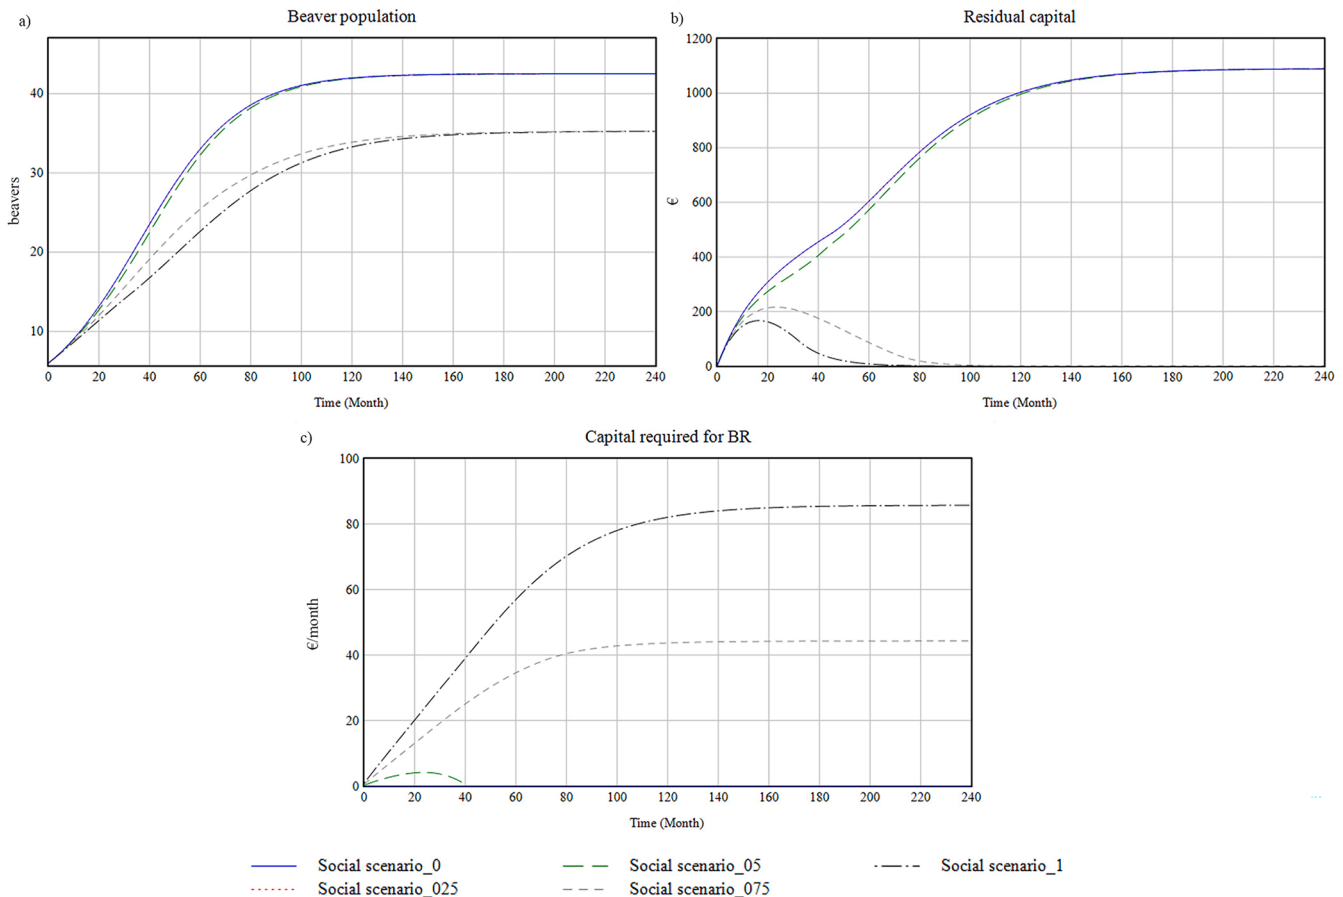 a)
Beaver population
beavers
40
30
20
10
0 20 40 60 80 100 120 140 160 180 200 220 240
Time (Month)
b)
Residual capital
€
1200
1000
800
600
400
200
0
0 20 40 60 80 100 120 140 160 180 200 220 240
Time (Month)
c)
Capital required for BR
€/month
100
80
60
40
20
0
0 20 40 60 80 100 120 140 160 180 200 220 240
Time (Month)
Social scenario_0
Social scenario_05
Social scenario_1
Social scenario_025
Social scenario_075